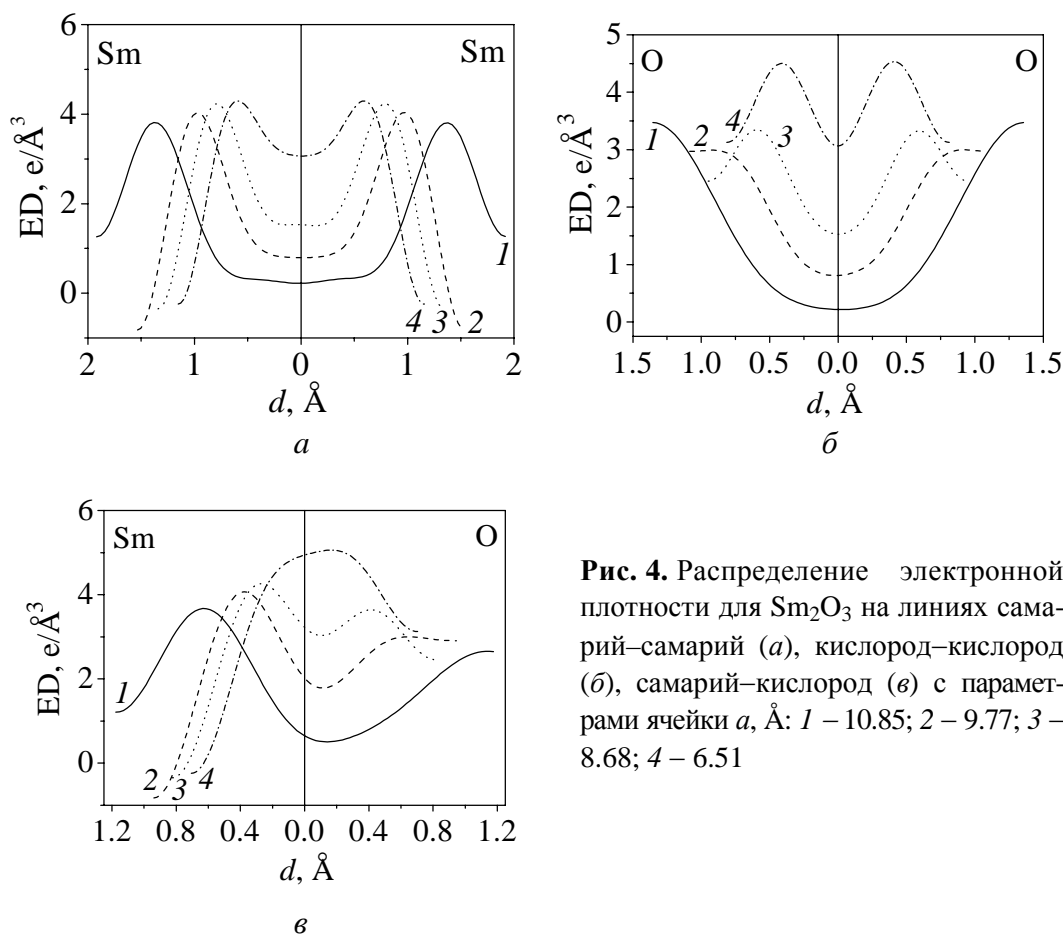 6
4
2
0
ED, e/Å³
Sm
Sm
1
4
3
2
2
1
0
1
2
d, Å
а
5
4
3
2
1
0
ED, e/Å³
O
O
1
2
4
3
1.5
1.0
0.5
0.0
0.5
1.0
1.5
d, Å
б
6
4
2
0
ED, e/Å³
Sm
O
1
2
3
4
1.2
0.8
0.4
0.0
0.4
0.8
1.2
d, Å
в
Рис. 4. Распределение электронной
плотности для Sm₂O₃ на линиях сама-
рий–самарий (а), кислород–кислород
(б), самарий–кислород (в) с парамет-
рами ячейки а, Å: 1 – 10.85; 2 – 9.77; 3 –
8.68; 4 – 6.51